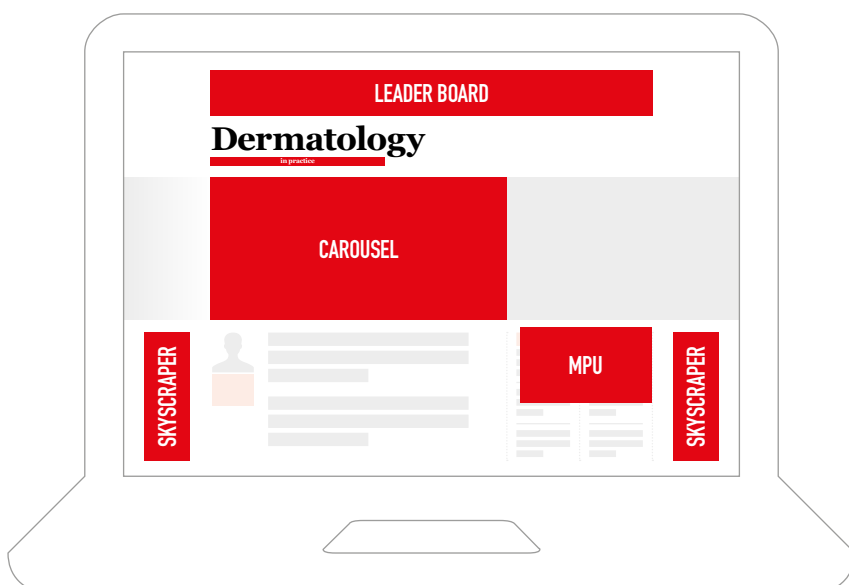 LEADER BOARD
Dermatology
in practice
CAROUSEL
SKYSCRAPER
MPU
SKYSCRAPER